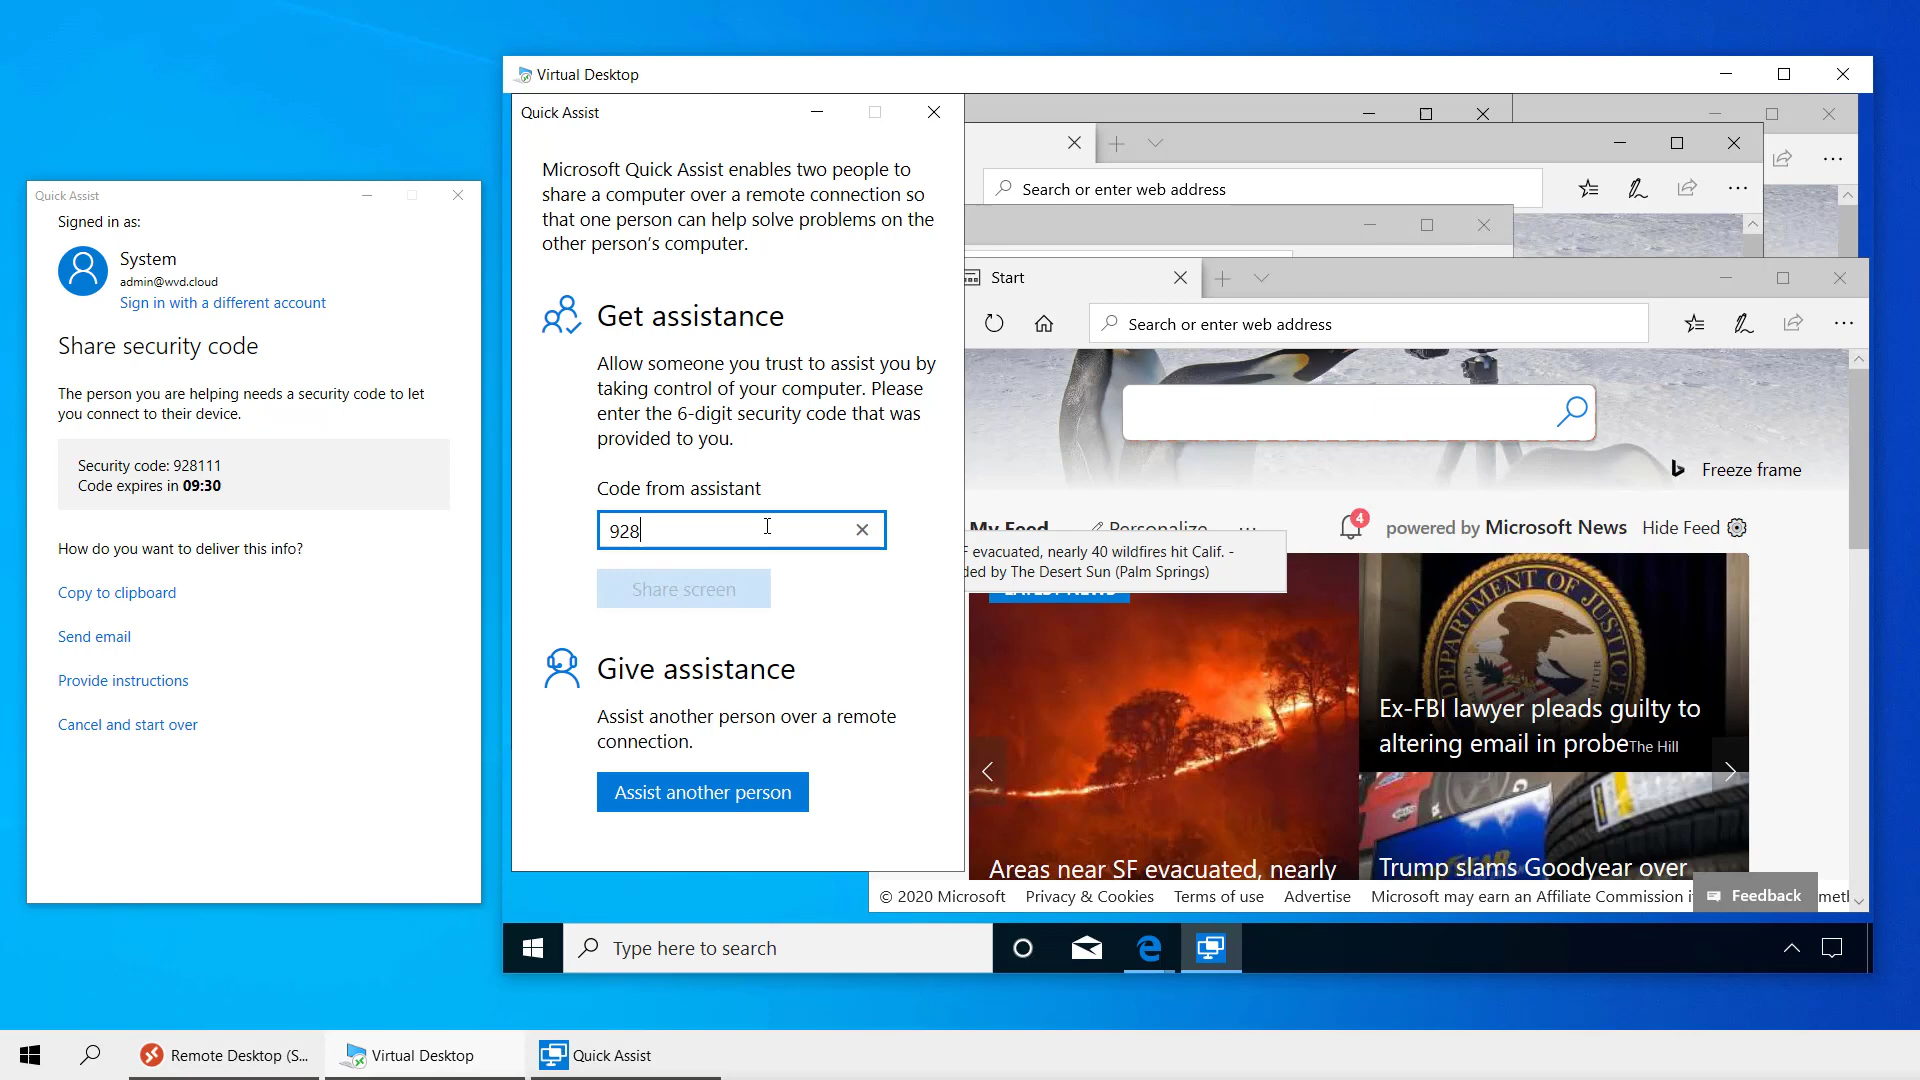 Quick Assist
Signed in as:
System
admin@wvd.cloud
Sign in with a different account
Share security code
The person you are helping needs a security code to let
you connect to their device.
Security code: 928111
Code expires in 09:30
How do you want to deliver this info?
Copy to clipboard
Send email
Provide instructions
Cancel and start over
Virtual Desktop
Quick Assist
Microsoft Quick Assist enables two people to
share a computer over a remote connection so
that one person can help solve problems on the
other person's computer.
Get assistance
Allow someone you trust to assist you by
taking control of your computer. Please
enter the 6-digit security code that was
provided to you.
Code from assistant
928
Share screen
Give assistance
Assist another person over a remote
connection.
Assist another person
Search or enter web address
Start
Search or enter web address
Freeze frame
My Feed
Personalize
4
powered by Microsoft News
Hide Feed
evacuated, nearly 40 wildfires hit Calif. -
ded by The Desert Sun (Palm Springs)
LATEST NEWS
DEPARTMENT OF JUSTICE
Ex-FBI lawyer pleads guilty to
altering email in probe The Hill
Areas near SF evacuated, nearly
Trump slams Goodyear over
© 2020 Microsoft Privacy & Cookies Terms of use Advertise Microsoft may earn an Affiliate Commission
Feedback
Type here to search
Remote Desktop (S...
Virtual Desktop
Quick Assist